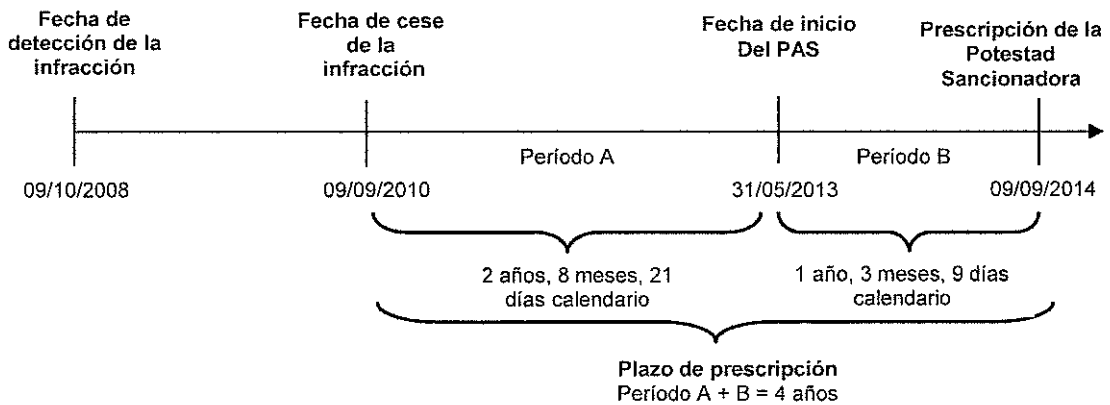 Fecha de
detección de la
infracción
Fecha de cese
de la
infracción
Fecha de inicio
Del PAS
Prescripción de la
Potestad
Sancionadora
Período A
Período B
09/10/2008
09/09/2010
31/05/2013
09/09/2014
2 años, 8 meses, 21
días calendario
1 año, 3 meses, 9 días
calendario
Plazo de prescripción
Período A + B = 4 años